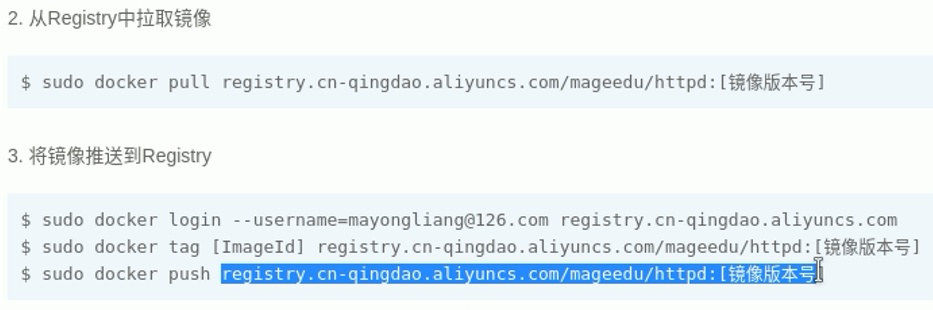 2. 从Registry中拉取镜像
$ sudo docker pull registry.cn-qingdao.aliyuncs.com/mageedu/httpd:[镜像版本号]
3. 将镜像推送到Registry
$ sudo docker login --username=mayongliang@126.com registry.cn-qingdao.aliyuncs.com
$ sudo docker tag [ImageId] registry.cn-qingdao.aliyuncs.com/mageedu/httpd:[镜像版本号]
$ sudo docker push registry.cn-qingdao.aliyuncs.com/mageedu/httpd:[镜像版本号]